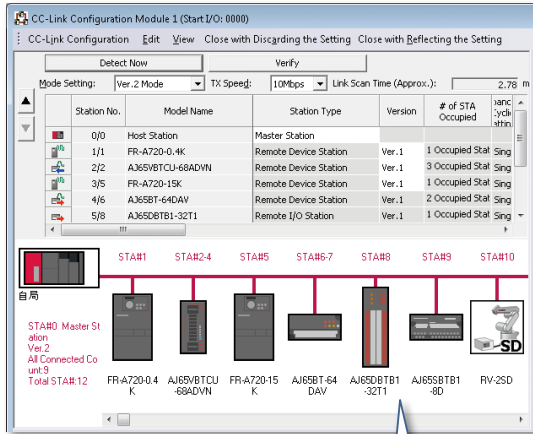 CC-Link Configuration Module 1 (Start I/O: 0000)
CC-Link Configuration Edit View Close with Discarding the Setting Close with Reflecting the Setting
Detect Now Verify
Mode Setting: Ver.2 Mode TX Speed: 10Mbps Link Scan Time (Approx.): 2.78 m
Station No. Model Name Station Type Version # of STA Occupied
0/0 Host Station Master Station
1/1 FR-A720-0.4K Remote Device Station Ver.1 1 Occupied Stat Sing
2/2 AJ65VBTCU-68ADVN Remote Device Station Ver.1 3 Occupied Stat Sing
3/5 FR-A720-15K Remote Device Station Ver.1 1 Occupied Stat Sing
4/6 AJ65BT-64DAV Remote Device Station Ver.1 2 Occupied Stat Sing
5/8 AJ65DBTB1-32T1 Remote I/O Station Ver.1 1 Occupied Stat Sing
STA#1 STA#2-4 STA#5 STA#6-7 STA#8 STA#9 STA#10
自局
STA#0 Master St
ation
Ver.2
All Connected Co
unt:9
Total STA#:12
SD
FR-A720-0.4 AJ65VBTCU FR-A720-15 AJ65BT-64 AJ65DBTB1 AJ65SBTB1 RV-2SD
K -68ADVN K DAV -32T1 -8D